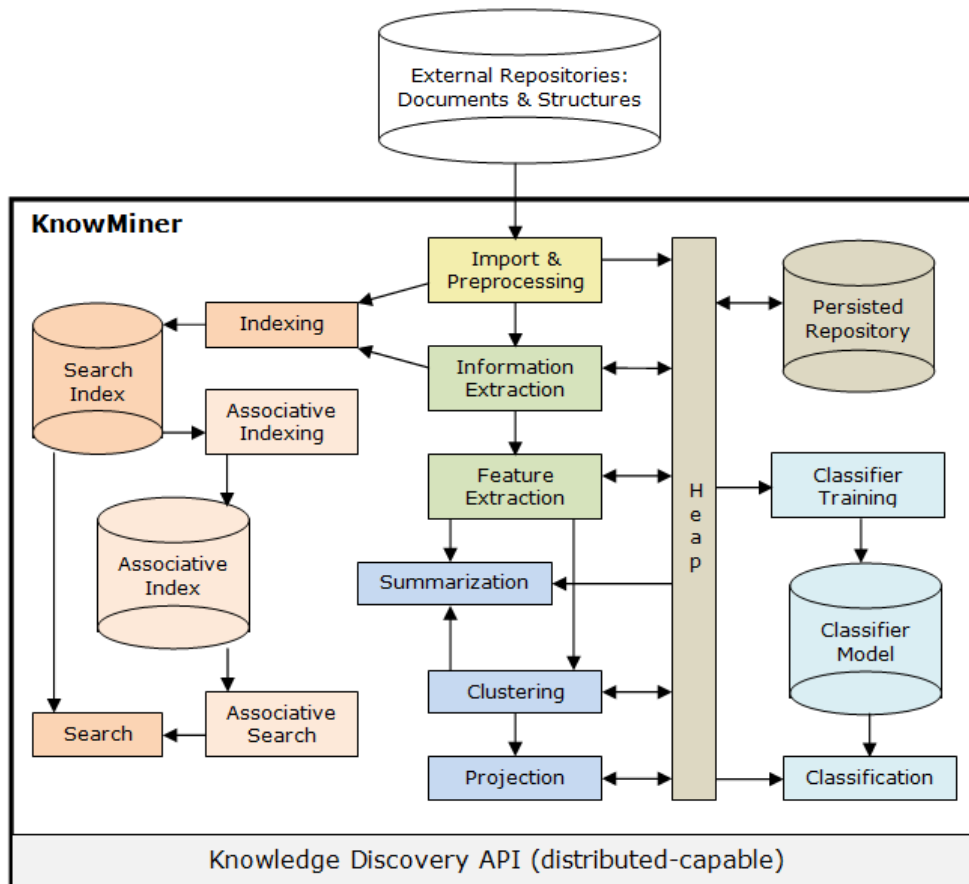 External Repositories:
Documents & Structures
KnowMiner
Import &
Preprocessing
Indexing
Persisted
Repository
Search
Index
Information
Extraction
Associative
Indexing
Feature
Extraction
Heap
Classifier
Training
Associative
Index
Summarization
Classifier
Model
Clustering
Search
Associative
Search
Projection
Classification
Knowledge Discovery API (distributed-capable)